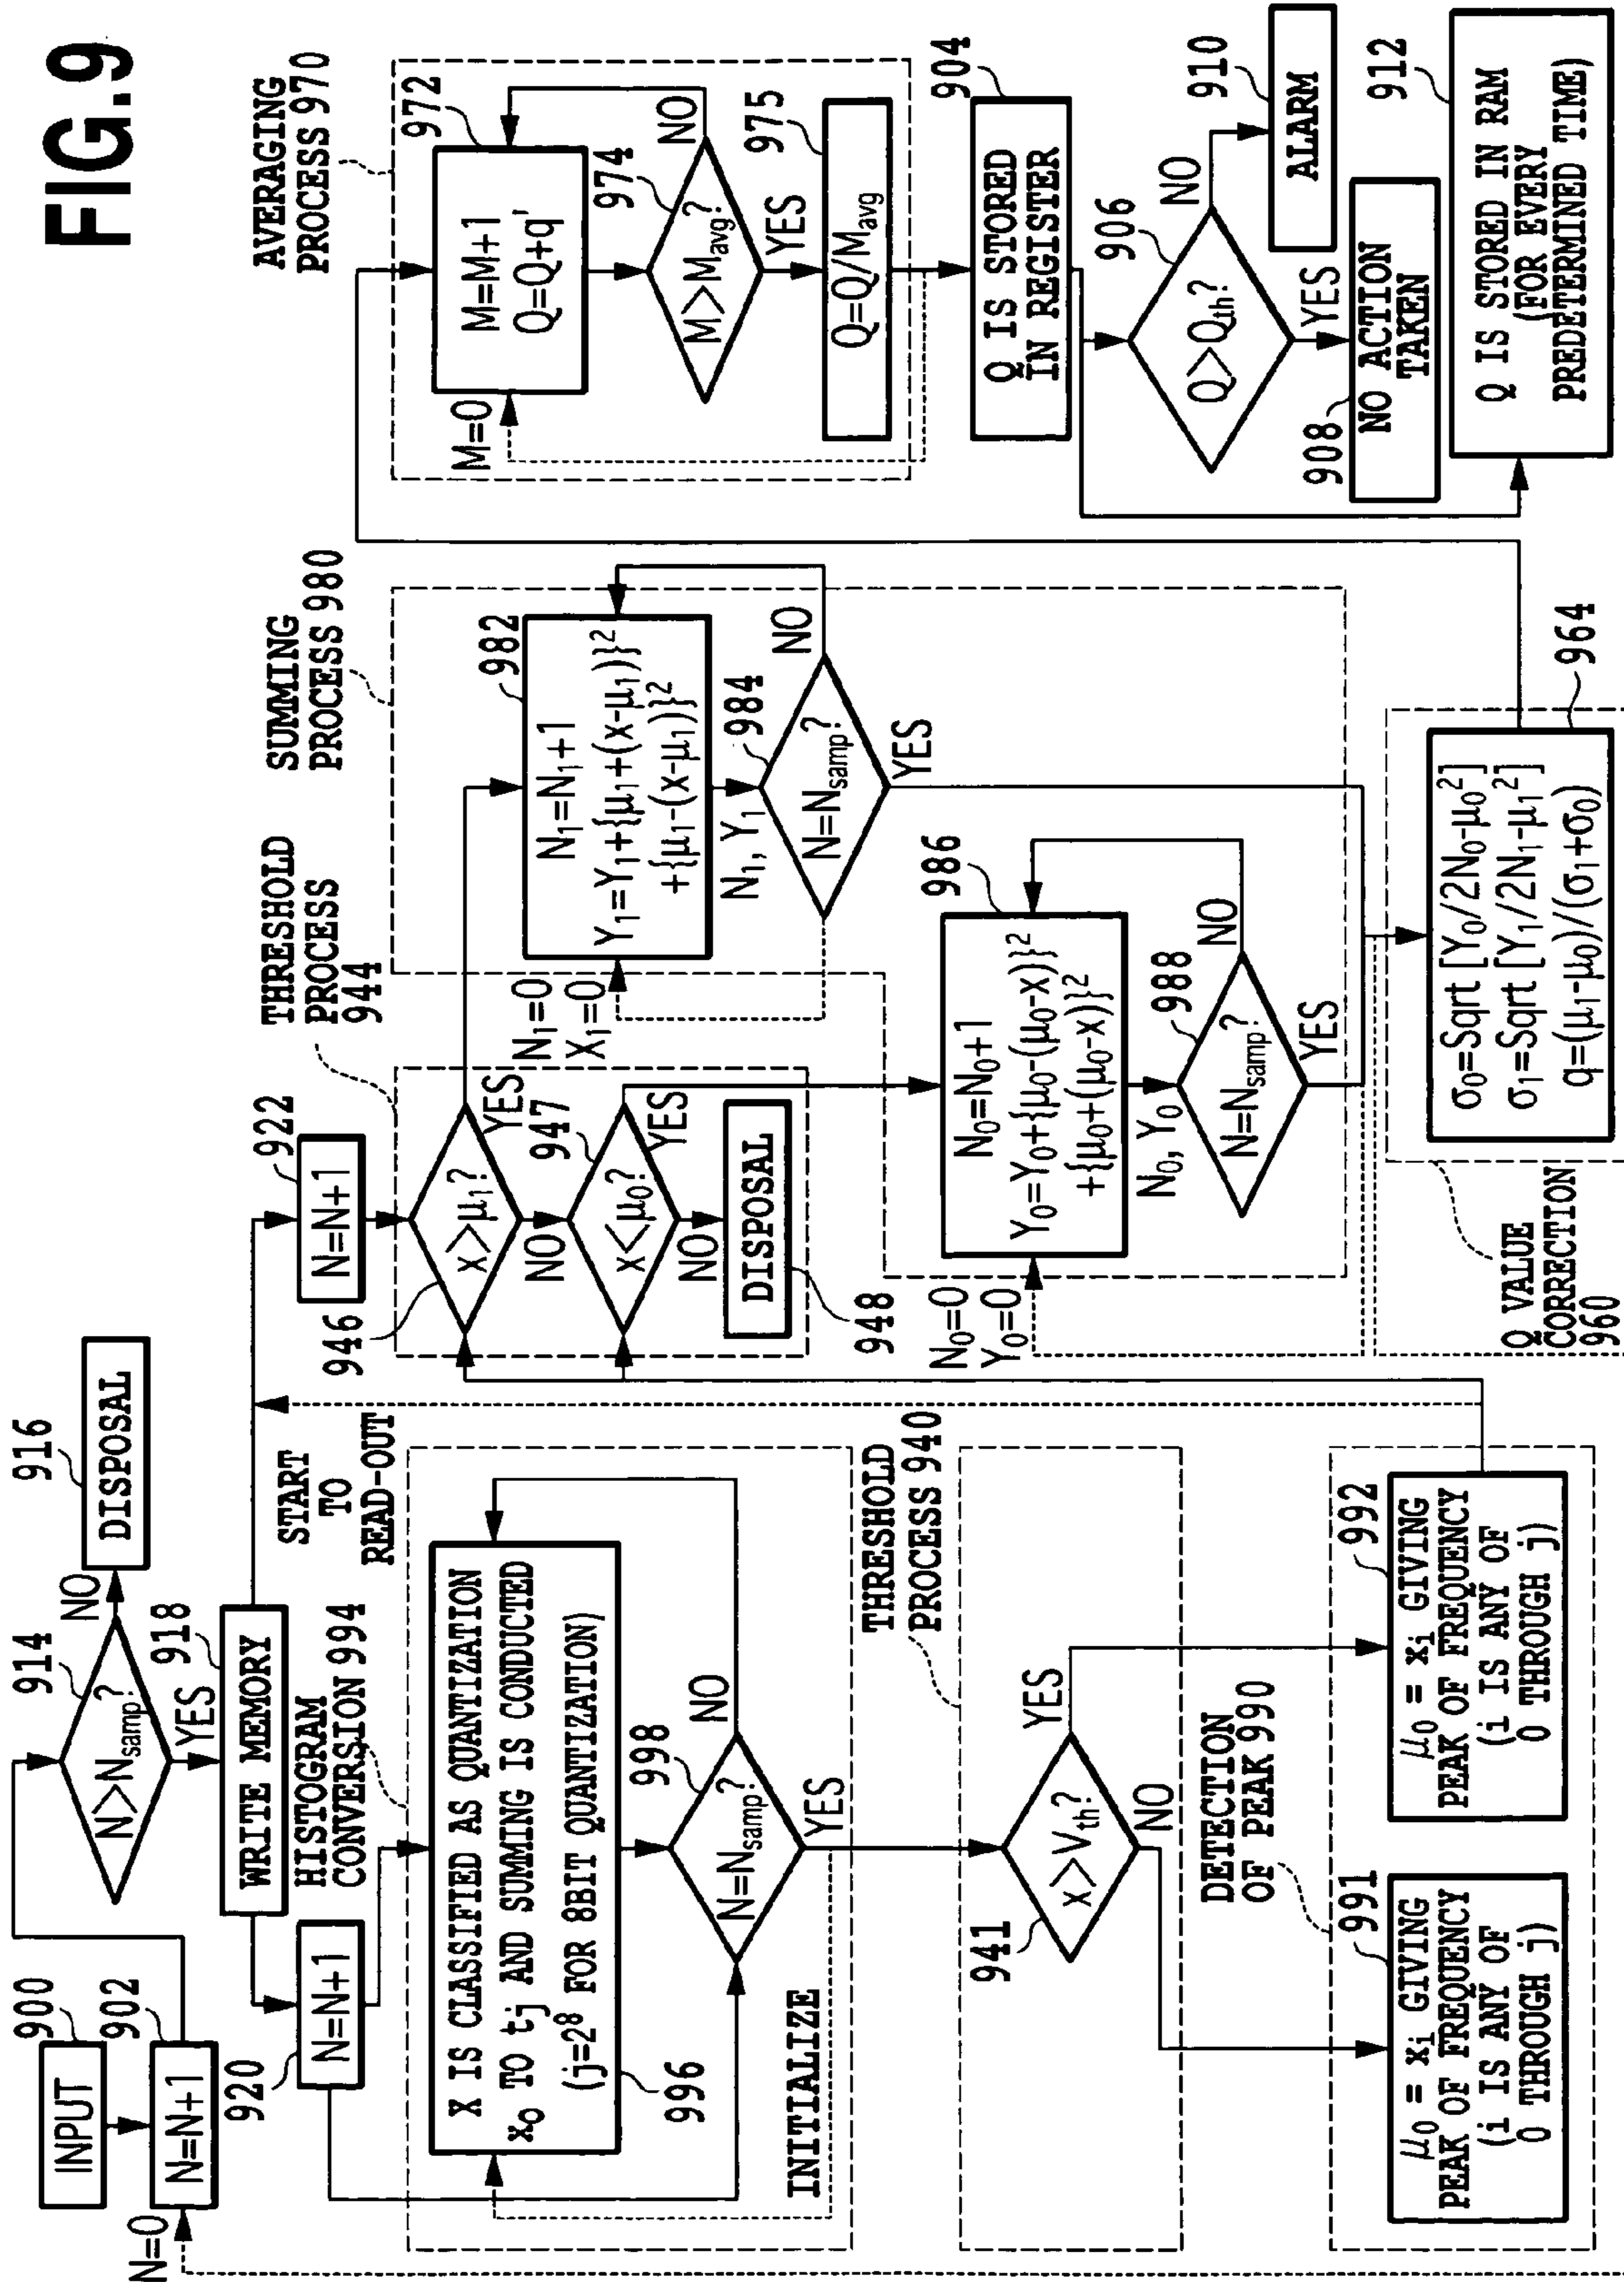 FIG.9
900
INPUT
902
N=N+1
N=0
914
N>Nsamp?
NO
YES
916
DISPOSAL
918
WRITE MEMORY
920
N=N+1
HISTOGRAM
CONVERSION 994
START
TO
READ-OUT
X IS CLASSIFIED AS QUANTIZATION
x₀ TO tⱼ AND SUMMING IS CONDUCTED
(j=2⁸ FOR 8BIT QUANTIZATION)
996
998
N=Nsamp?
NO
YES
INITIALIZE
THRESHOLD
PROCESS 940
941
x>Vth?
YES
NO
DETECTION
OF PEAK 990
991
μ₀ = xᵢ GIVING
PEAK OF FREQUENCY
(i IS ANY OF
0 THROUGH j)
992
μ₀ = xᵢ GIVING
PEAK OF FREQUENCY
(i IS ANY OF
0 THROUGH j)
922
N=N+1
THRESHOLD
PROCESS
944
946
x>μ₁?
YES
NO
947
x<μ₀?
YES
NO
DISPOSAL
948
SUMMING
PROCESS 980
982
N₁=0
X₁=0
N₁=N₁+1
Y₁=Y₁+{μ₁+(x-μ₁)}²
+{μ₁-(x-μ₁)}²
N₁, Y₁
984
N=Nsamp?
NO
YES
986
N₀=0
Y₀=0
N₀=N₀+1
Y₀=Y₀+{μ₀-(μ₀-x)}²
+{μ₀+(μ₀-x)}²
N₀, Y₀
988
N=Nsamp?
NO
YES
Q VALUE
CORRECTION
960
964
σ₀=Sqrt [Y₀/2N₀-μ₀²]
σ₁=Sqrt [Y₁/2N₁-μ₁²]
q=(μ₁-μ₀)/(σ₁+σ₀)
AVERAGING
PROCESS 970
972
M=0
M=M+1
Q=Q+q'
974
M>Mavg?
NO
YES
975
Q=Q/Mavg
904
Q IS STORED
IN REGISTER
906
Q>Qth?
NO
YES
908
NO ACTION
TAKEN
910
ALARM
912
Q IS STORED IN RAM
(FOR EVERY
PREDETERMINED TIME)